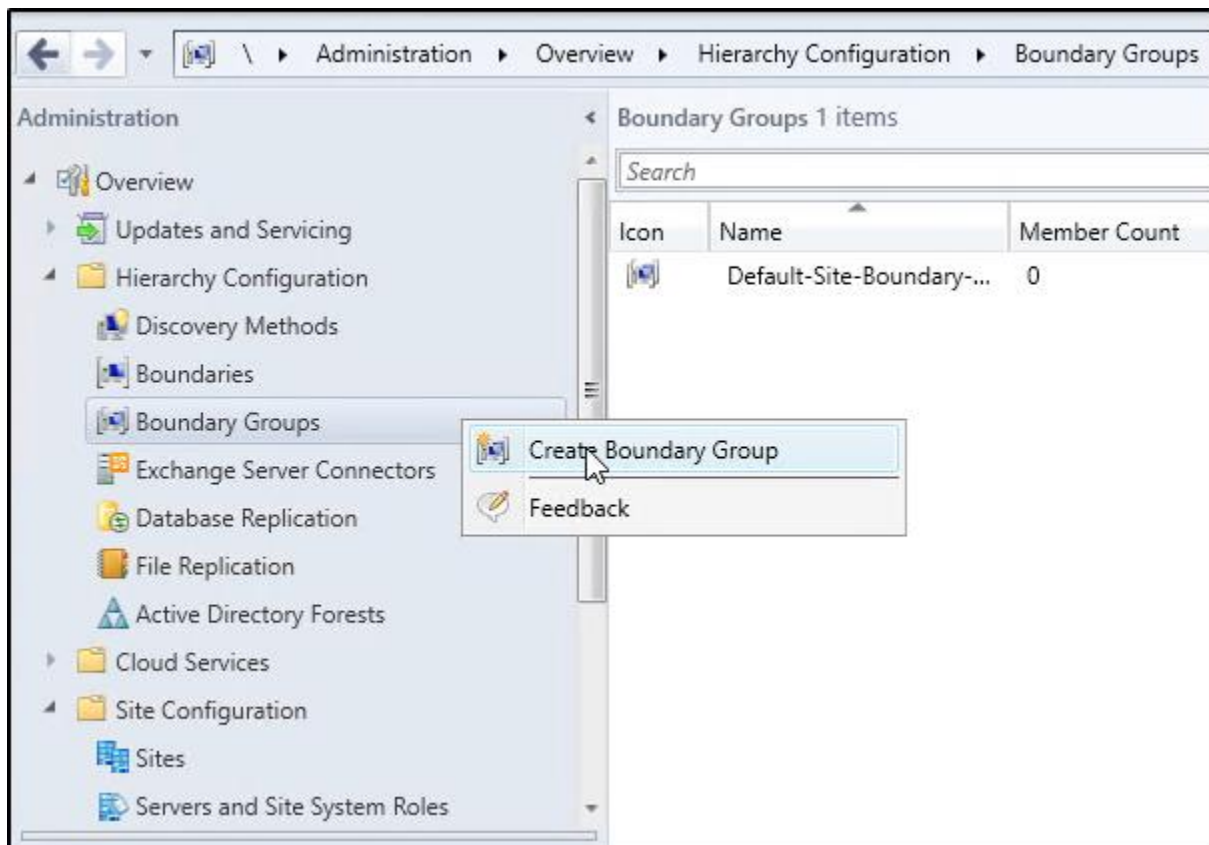 \ Administration Overview Hierarchy Configuration Boundary Groups
Administration
Overview
Updates and Servicing
Hierarchy Configuration
Discovery Methods
Boundaries
Boundary Groups
Exchange Server Connectors
Database Replication
File Replication
Active Directory Forests
Cloud Services
Site Configuration
Sites
Servers and Site System Roles
Boundary Groups 1 items
Search
Icon Name Member Count
Default-Site-Boundary-... 0
Create Boundary Group
Feedback